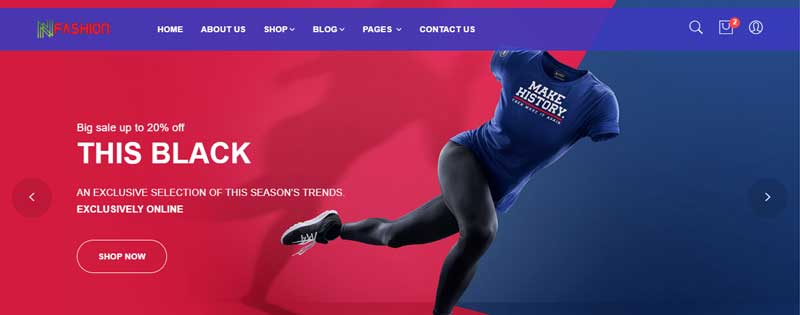 FASHION
HOME ABOUT US SHOP BLOG PAGES CONTACT US
2
Big sale up to 20% off
THIS BLACK
AN EXCLUSIVE SELECTION OF THIS SEASON'S TRENDS.
EXCLUSIVELY ONLINE
SHOP NOW
MAKE
HISTORY.
THEN MAKE IT AGAIN.